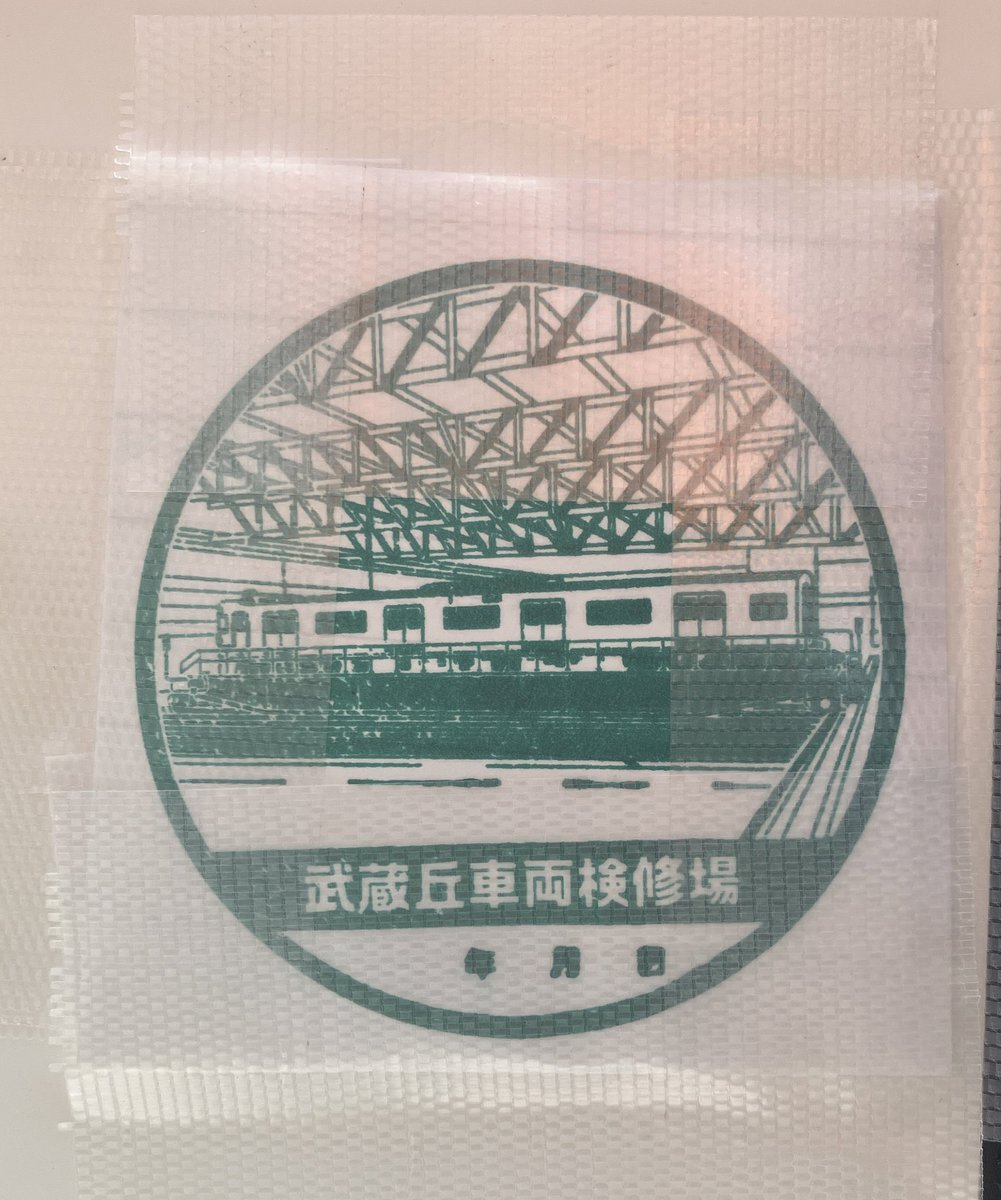 武蔵丘車両検修場
年 月 日